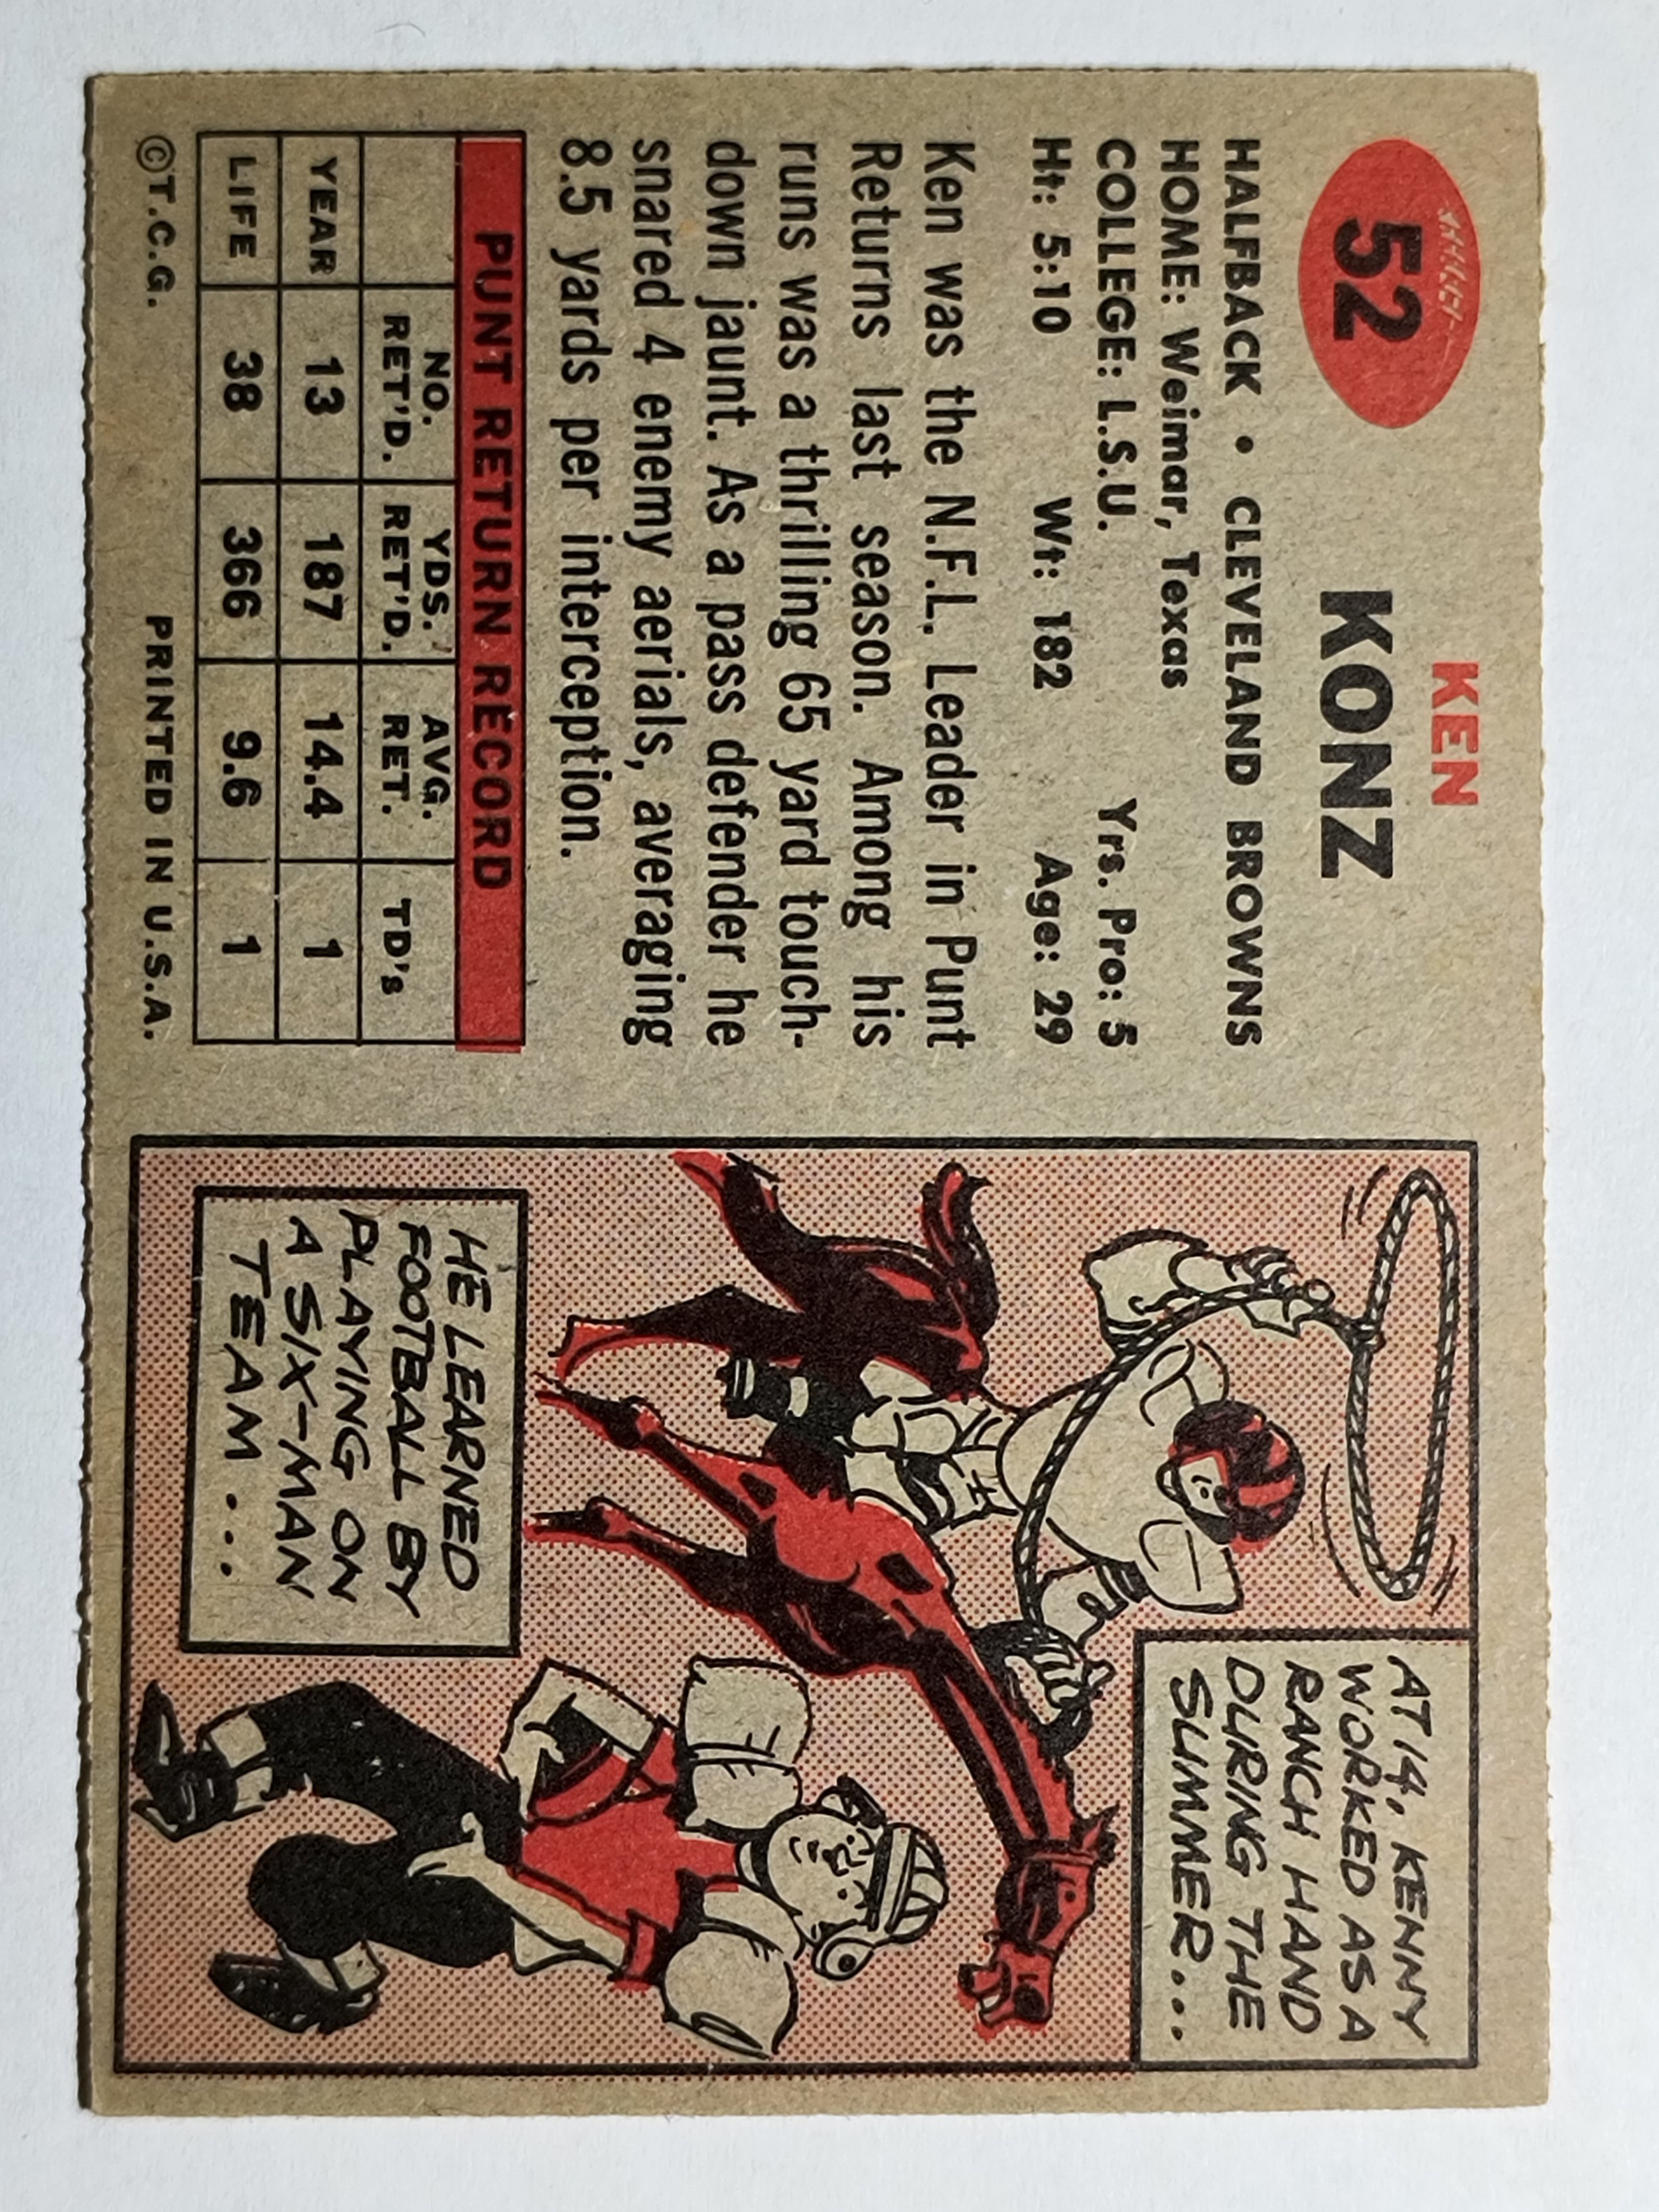 52
KEN
KONZ
HALFBACK • CLEVELAND BROWNS
HOME: Weimar, Texas
COLLEGE: L.S.U. Yrs. Pro: 5
Ht: 5:10 Wt: 182 Age: 29
Ken was the N.F.L. Leader in Punt
Returns last season. Among his
runs was a thrilling 65 yard touch-
down jaunt. As a pass defender he
snared 4 enemy aerials, averaging
8.5 yards per interception.
PUNT RETURN RECORD
NO. RET'D. YDS. RET'D. AVG. RET. TD's
YEAR 13 187 14.4 1
LIFE 38 366 9.6 1
©T.C.G. PRINTED IN U.S.A.
AT 14, KENNY
WORKED AS A
RANCH HAND
DURING THE
SUMMER...
HE LEARNED
FOOTBALL BY
PLAYING ON
A SIX-MAN
TEAM...